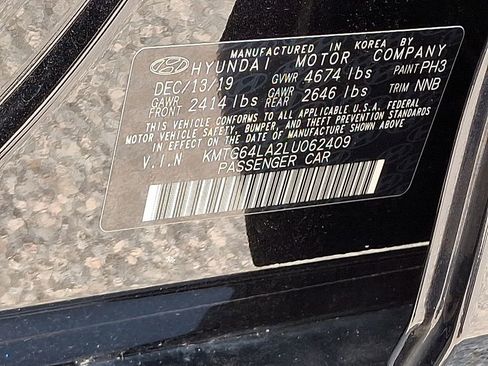 MANUFACTURED IN KOREA BY
HYUNDAI MOTOR COMPANY
DEC/13/19 GVWR 4674 lbs PAINT PH3
GAWR FRONT 2414 lbs GAWR REAR 2646 lbs TRIM NNB
THIS VEHICLE CONFORMS TO ALL APPLICABLE U.S.A. FEDERAL
MOTOR VEHICLE SAFETY, BUMPER, AND THEFT PREVENTION STANDARDS
IN EFFECT ON THE DATE OF MANUFACTURE SHOWN ABOVE
V.I.N KMTG64LA2LU062409
PASSENGER CAR